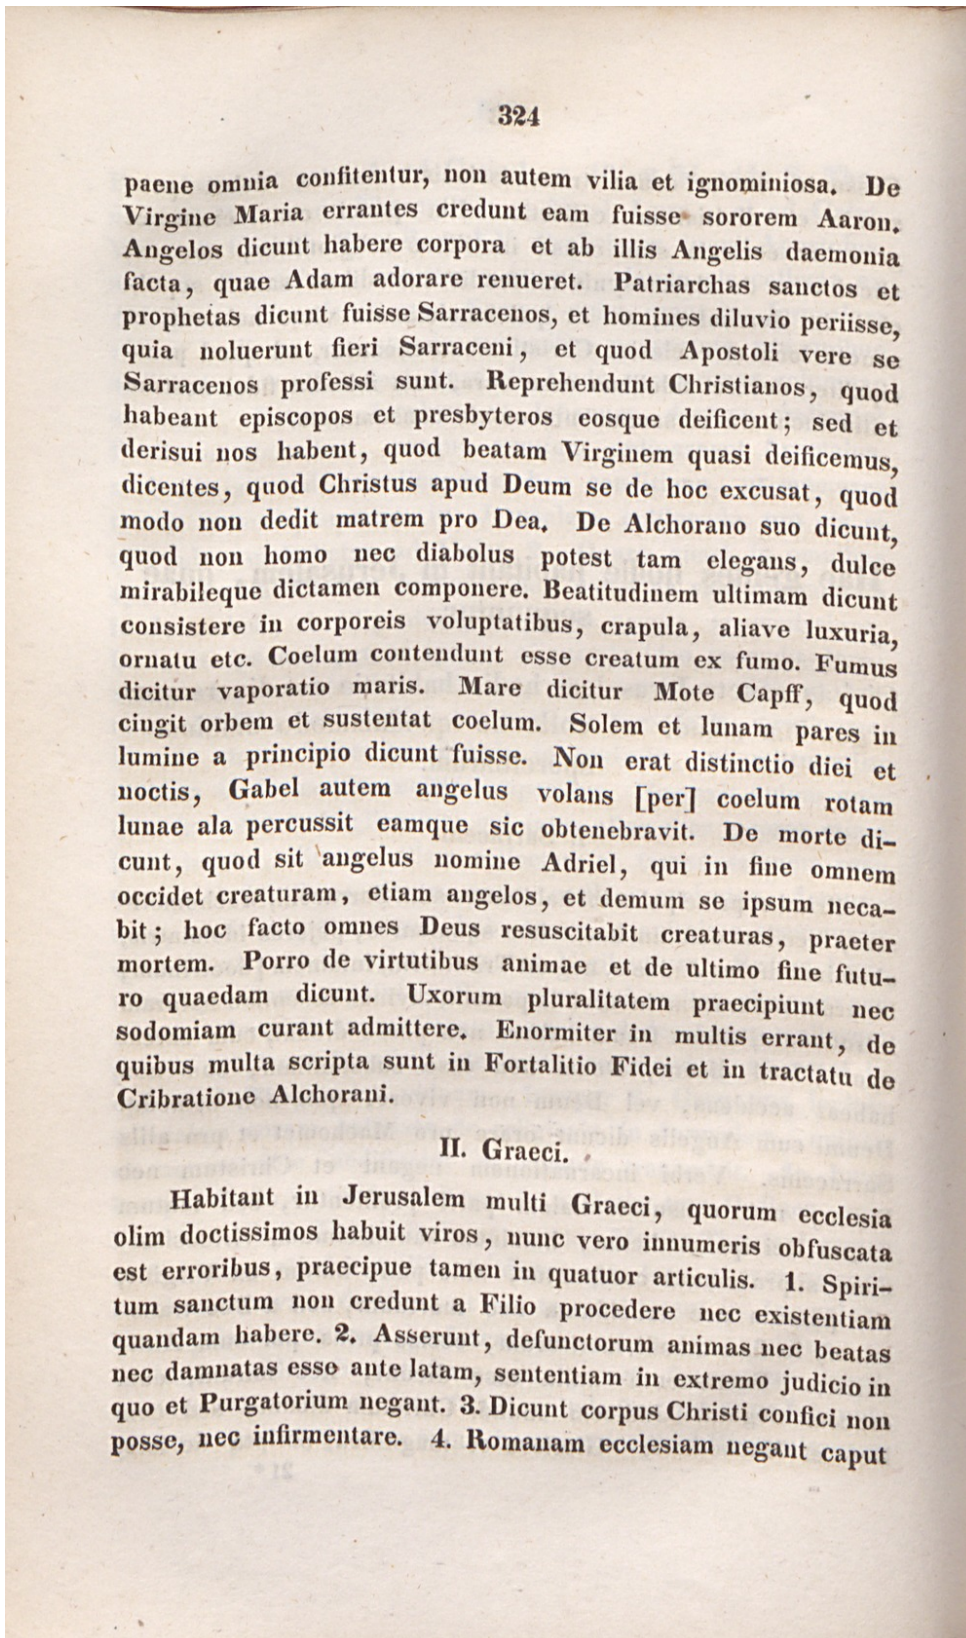 324
paene omnia confitentur, non autem vilia et ignominiosa. De
Virgine Maria errantes credunt eam fuisse sororem Aaron.
Angelos dicunt habere corpora et ab illis Angelis daemonia
facta, quae Adam adorare renueret. Patriarchas sanctos et
prophetas dicunt fuisse Sarracenos, et homines diluvio periisse,
quia noluerunt fieri Sarraceni, et quod Apostoli vere se
Sarracenos professi sunt. Reprehendunt Christianos, quod
habeant episcopos et presbyteros eosque deificent; sed et
derisui nos habent, quod beatam Virginem quasi deificemus,
dicentes, quod Christus apud Deum se de hoc excusat, quod
modo non dedit matrem pro Dea. De Alchorano suo dicunt,
quod non homo nec diabolus potest tam elegans, dulce
mirabileque dictamen componere. Beatitudinem ultimam dicunt
consistere in corporeis voluptatibus, crapula, aliave luxuria,
ornatu etc. Coelum contendunt esse creatum ex fumo. Fumus
dicitur vaporatio maris. Mare dicitur Mote Capff, quod
cingit orbem et sustentat coelum. Solem et lunam pares in
lumine a principio dicunt fuisse. Non erat distinctio diei et
noctis, Gabel autem angelus volans [per] coelum rotam
lunae ala percussit eamque sic obtenebravit. De morte di-
cunt, quod sit angelus nomine Adriel, qui in fine omnem
occidet creaturam, etiam angelos, et demum se ipsum neca-
bit; hoc facto omnes Deus resuscitabit creaturas, praeter
mortem. Porro de virtutibus animae et de ultimo fine futu-
ro quaedam dicunt. Uxorum pluralitatem praecipiunt nec
sodomiam curant admittere. Enormiter in multis errant, de
quibus multa scripta sunt in Fortalitio Fidei et in tractatu de
Cribratione Alchorani.
II. Graeci.
Habitant in Jerusalem multi Graeci, quorum ecclesia
olim doctissimos habuit viros, nunc vero innumeris obfuscata
est erroribus, praecipue tamen in quatuor articulis. 1. Spiri-
tum sanctum non credunt a Filio procedere nec existentiam
quandam habere. 2. Asserunt, defunctorum animas nec beatas
nec damnatas esse ante latam, sententiam in extremo judicio in
quo et Purgatorium negant. 3. Dicunt corpus Christi confici non
posse, nec infirmentare. 4. Romanam ecclesiam negant caput